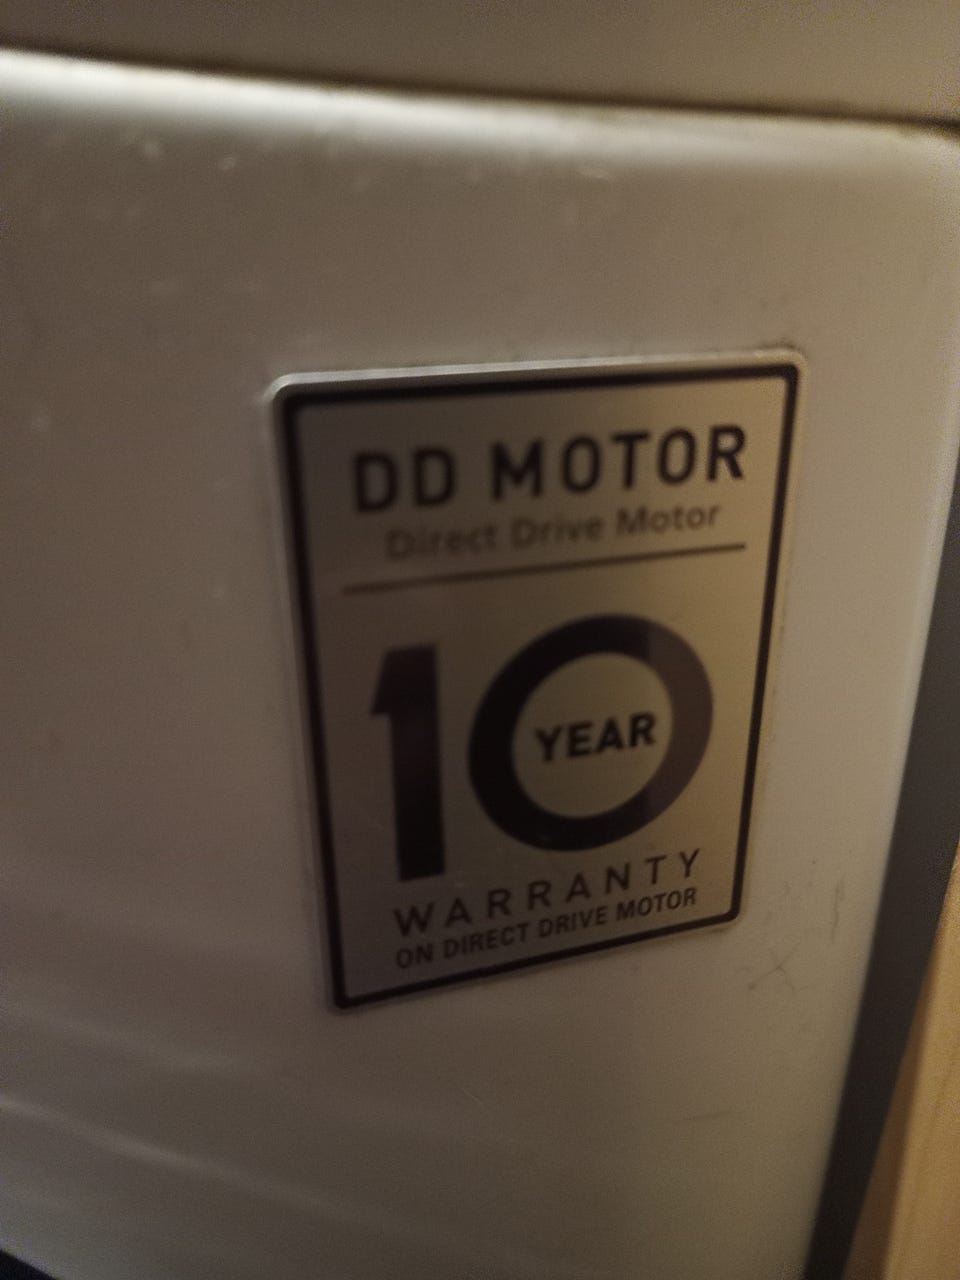 DD MOTOR
Direct Drive Motor
10
YEAR
WARRANTY
ON DIRECT DRIVE MOTOR